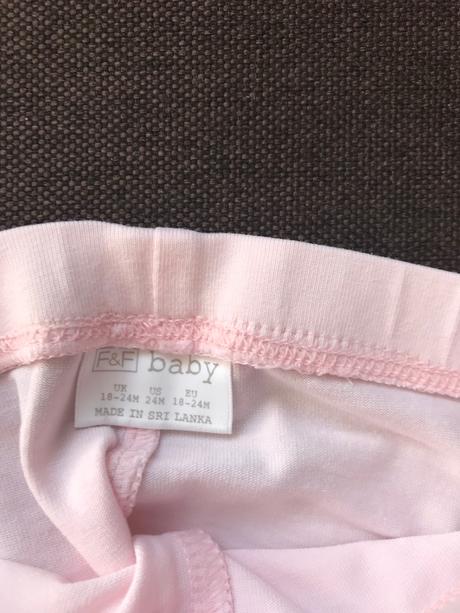 F&F baby
UK US EU
18-24M 24M 18-24M
MADE IN SRI LANKA